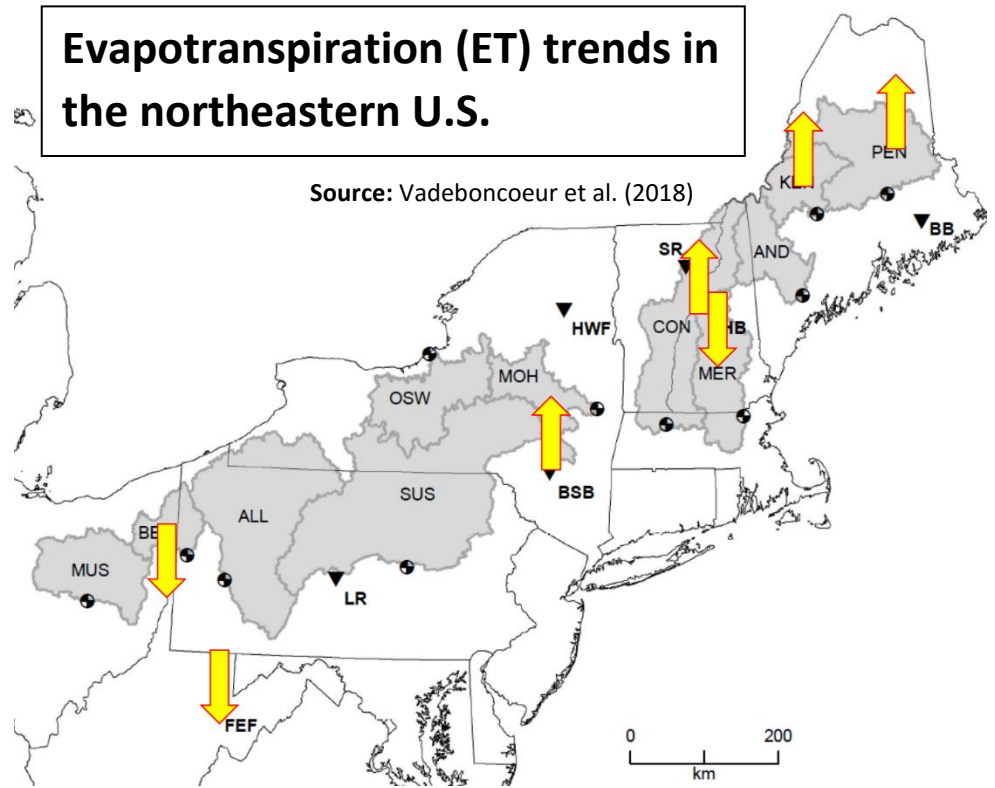 Evapotranspiration (ET) trends in
the northeastern U.S.
Source: Vadeboncoeur et al. (2018)
PEN
BB
SR
AND
HWF
CON
HB
MER
MOH
OSW
BSB
SUS
ALL
MUS
LR
FEF
0 200
km